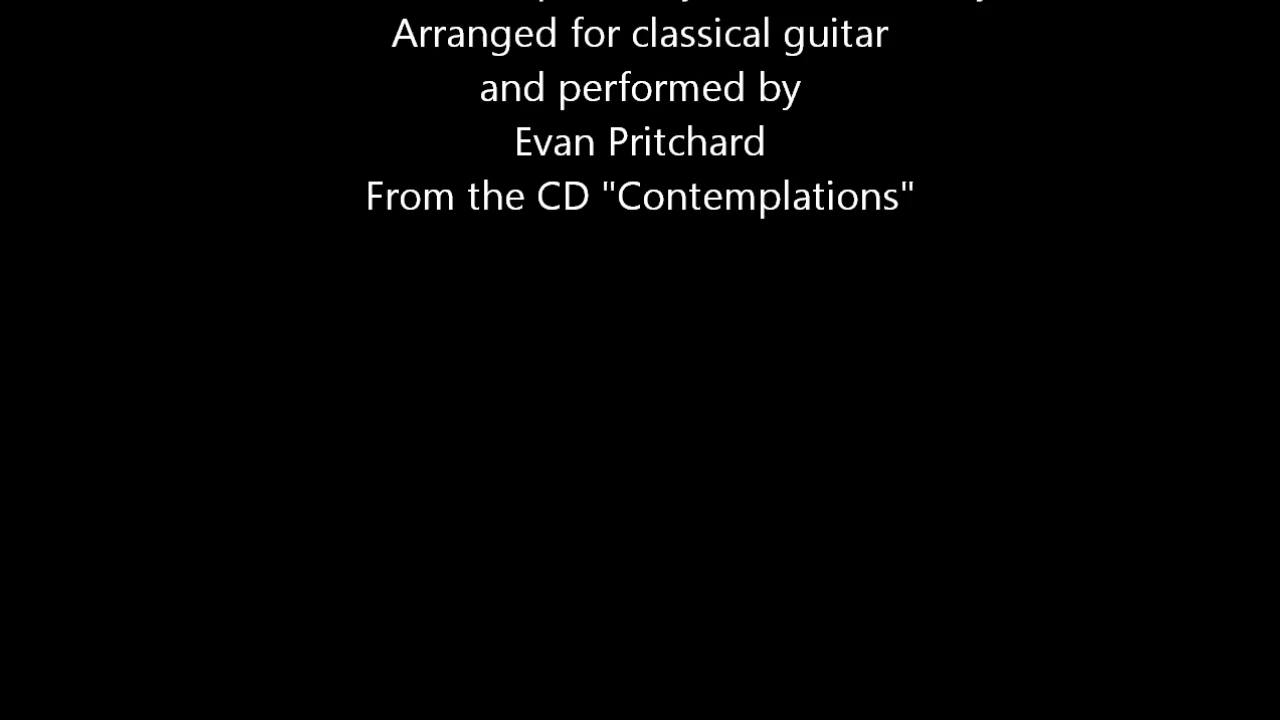 Arranged for classical guitar
and performed by
Evan Pritchard
From the CD "Contemplations"